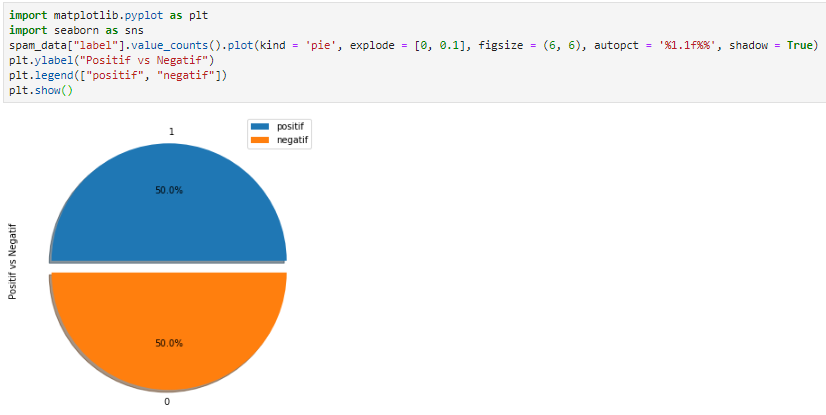 import matplotlib.pyplot as plt
import seaborn as sns
spam_data["label"].value_counts().plot(kind = 'pie', explode = [0, 0.1], figsize = (6, 6), autopct = '%1.1f%%', shadow = True)
plt.ylabel("Positif vs Negatif")
plt.legend(["positif", "negatif"])
plt.show()
1
positif
negatif
50.0%
Positif vs Negatif
50.0%
0